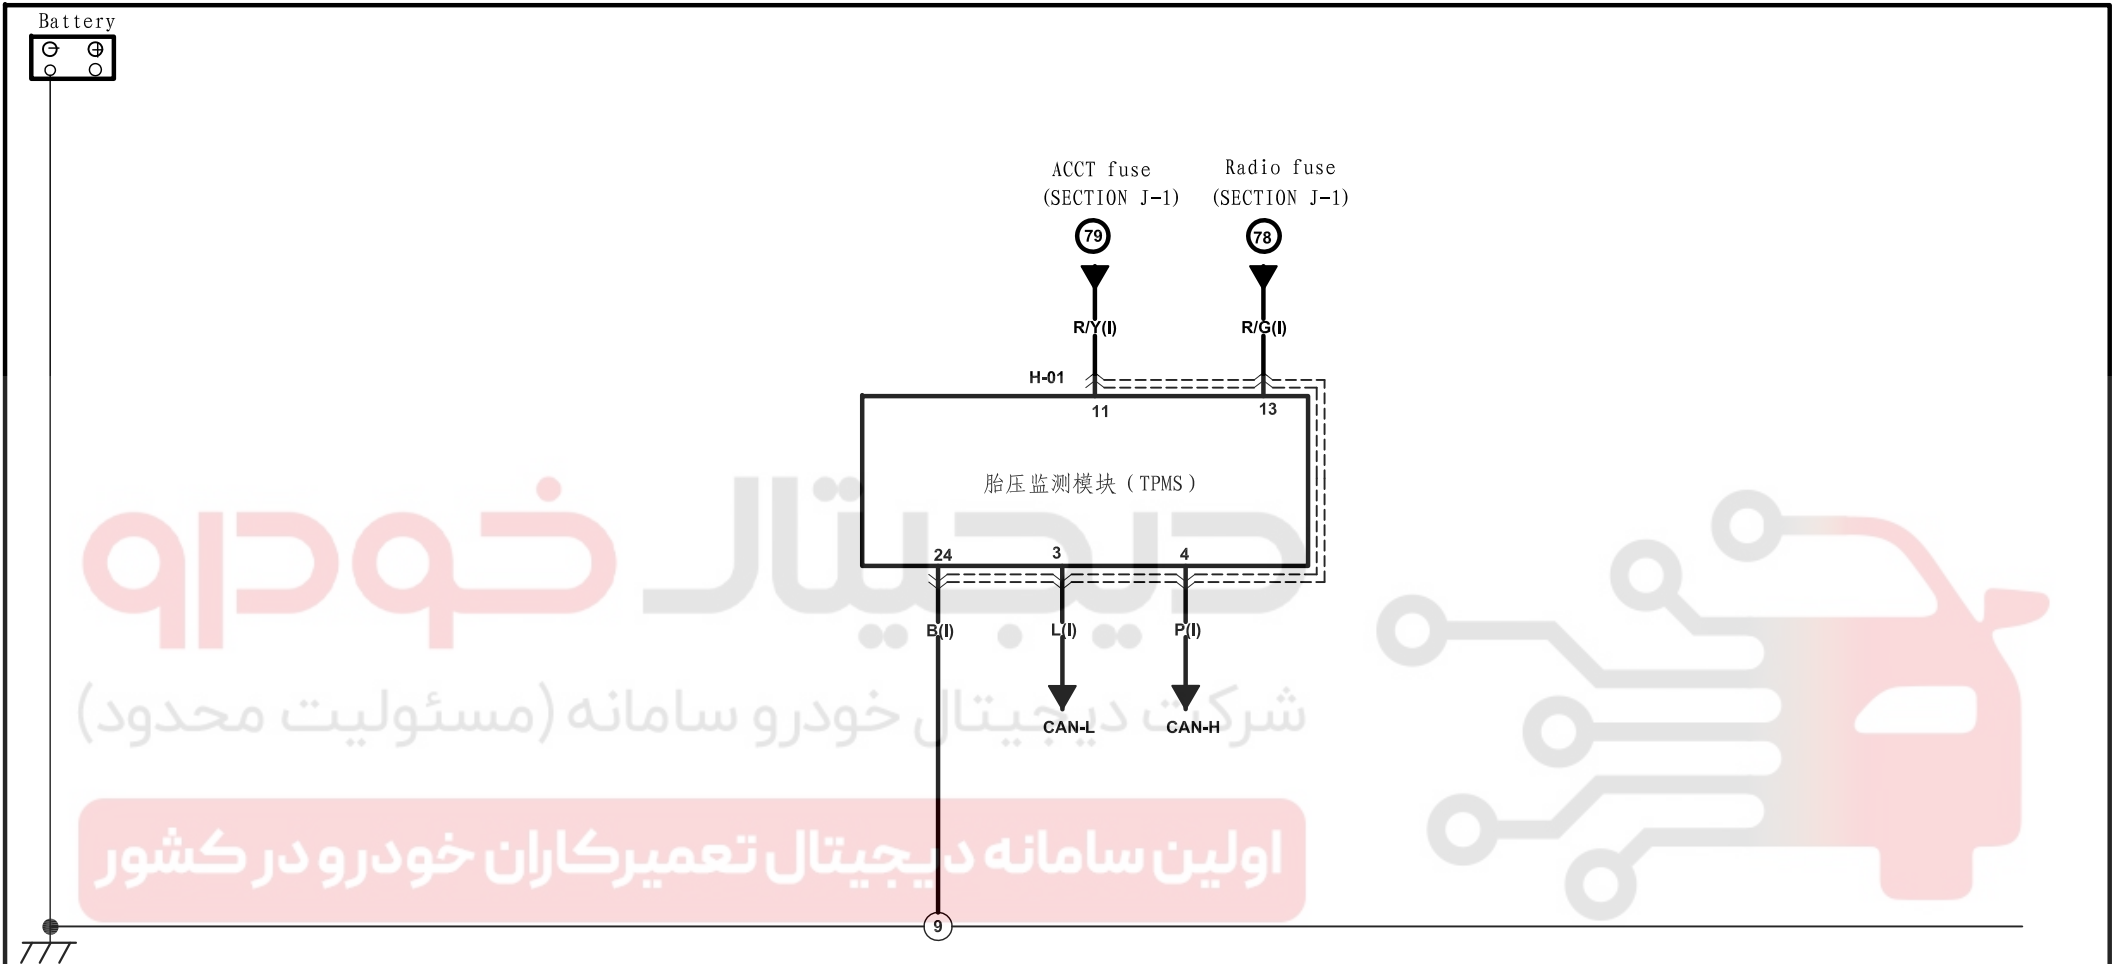 Battery
ACCT fuse
(SECTION J-1)
Radio fuse
(SECTION J-1)
79
78
R/Y(I)
R/G(I)
H-01
11
13
胎压监测模块(TPMS)
24
3
4
B(I)
L(I)
P(I)
CAN-L
CAN-H
9
دیجیتال خودرو
شرکت دیجیتال خودرو سامانه (مسئولیت محدود)
اولین سامانه دیجیتال تعمیرکاران خودرو در کشور